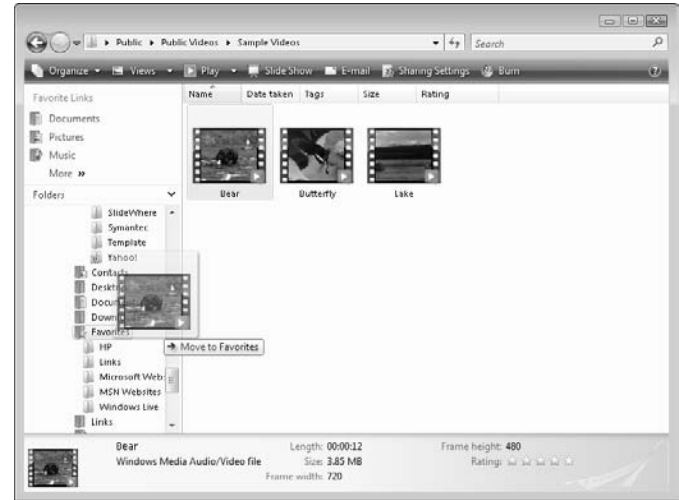 Public Public Videos Sample Videos Search
Organize Views Play Slide Show E-mail Sharing Settings Burn
Favorite Links
Documents
Pictures
Music
More »
Folders
SlideWhere
Symantec
Template
Yahoo!
Contacts
Favorites
HP
Links
Microsoft Web
MSN Websites
Windows Live
Links
Name Date taken Tags Size Rating
Bear Butterfly Lake
Move to Favorites
Bear Length: 00:00:12 Frame height: 480
Windows Media Audio/Video file Size: 3.85 MB Rating:
Frame width: 720